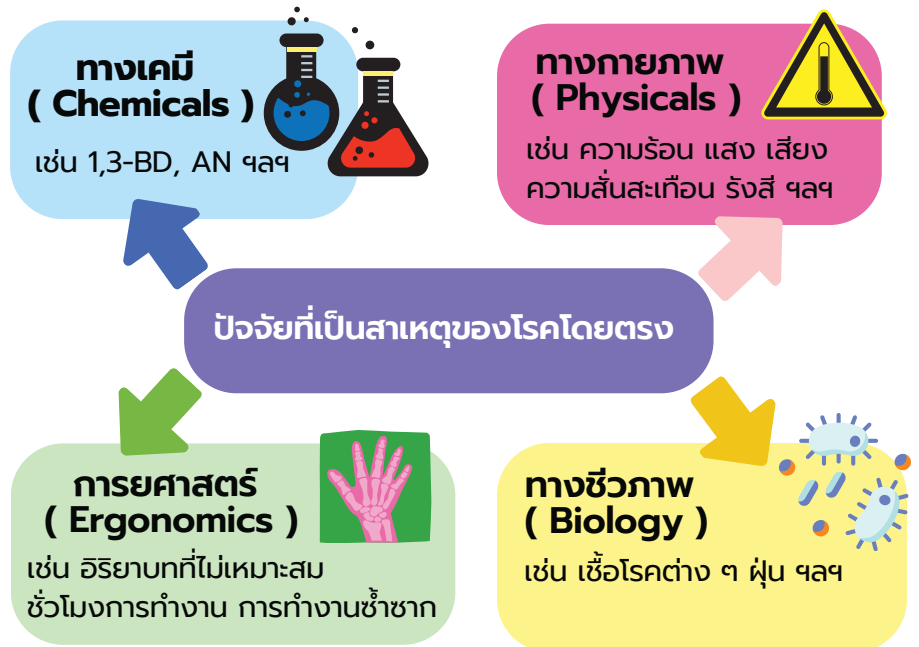 ทางเคมี
( Chemicals )
เช่น 1,3-BD, AN ฯลฯ
ทางกายภาพ
( Physicals )
เช่น ความร้อน แสง เสียง
ความสั่นสะเทือน รังสี ฯลฯ
ปัจจัยที่เป็นสาเหตุของโรคโดยตรง
การยศาสตร์
( Ergonomics )
เช่น อิริยาบทที่ไม่เหมาะสม
ชั่วโมงการทำงาน การทำงานซ้ำซาก
ทางชีวภาพ
( Biology )
เช่น เชื้อโรคต่าง ๆ ฝุ่น ฯลฯ